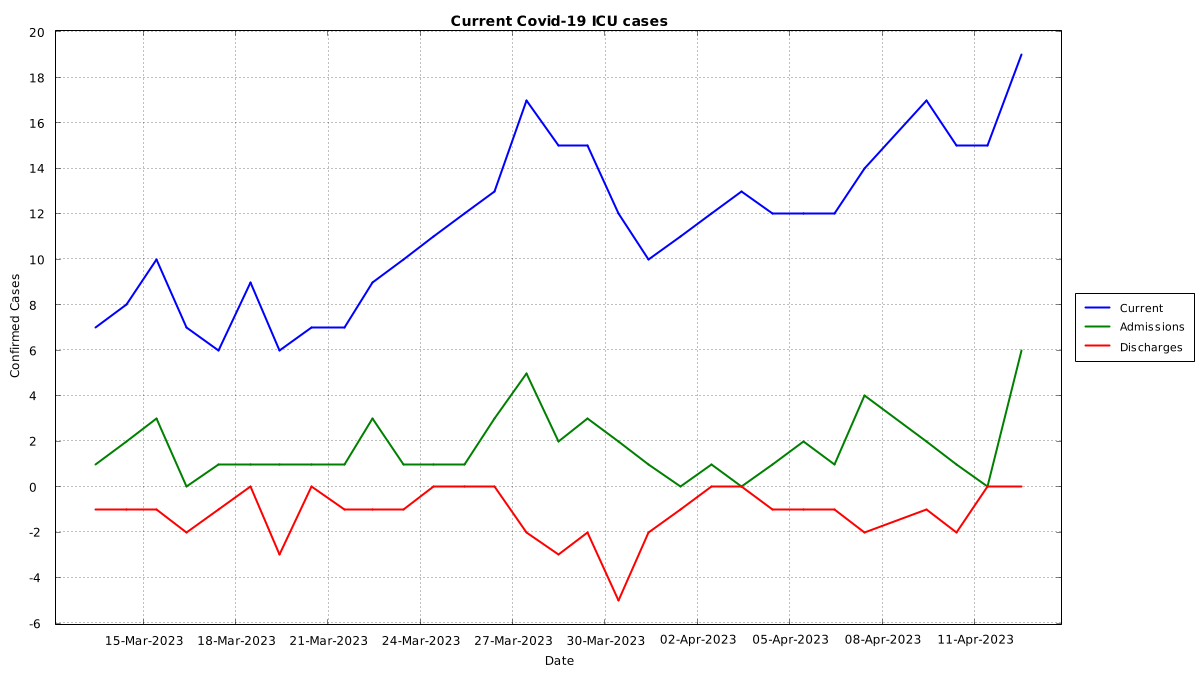 Current Covid-19 ICU cases
20
18
16
14
12
10
8
6
4
2
0
-2
-4
-6
Confirmed Cases
15-Mar-2023 18-Mar-2023 21-Mar-2023 24-Mar-2023 27-Mar-2023 30-Mar-2023 02-Apr-2023 05-Apr-2023 08-Apr-2023 11-Apr-2023
Date
Current
Admissions
Discharges